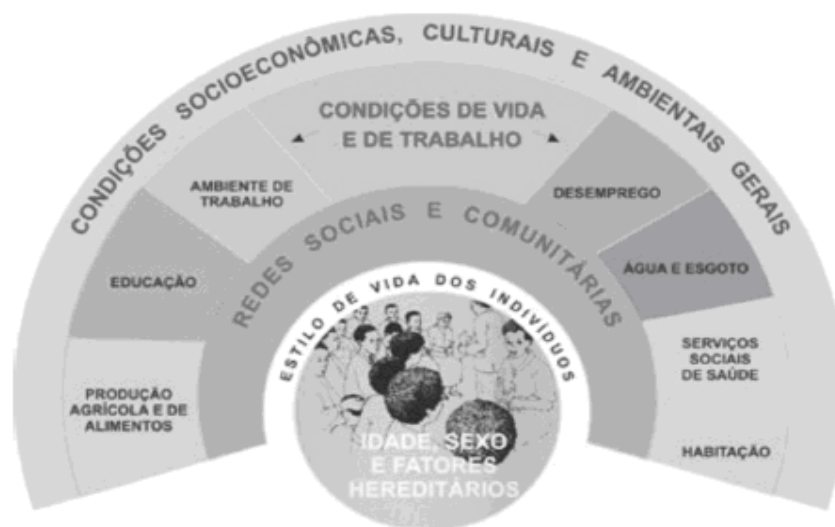 CONDIÇÕES SOCIOECONÔMICAS, CULTURAIS E AMBIENTAIS GERAIS
CONDIÇÕES DE VIDA
E DE TRABALHO
AMBIENTE DE
TRABALHO
DESEMPREGO
REDES SOCIAIS E COMUNITÁRIAS
EDUCAÇÃO
ÁGUA E ESGOTO
ESTILO DE VIDA DOS INDIVÍDUOS
SERVIÇOS
SOCIAIS
DE SAÚDE
PRODUÇÃO
AGRÍCOLA E DE
ALIMENTOS
HABITAÇÃO
IDADE, SEXO
E FATORES
HEREDITÁRIOS